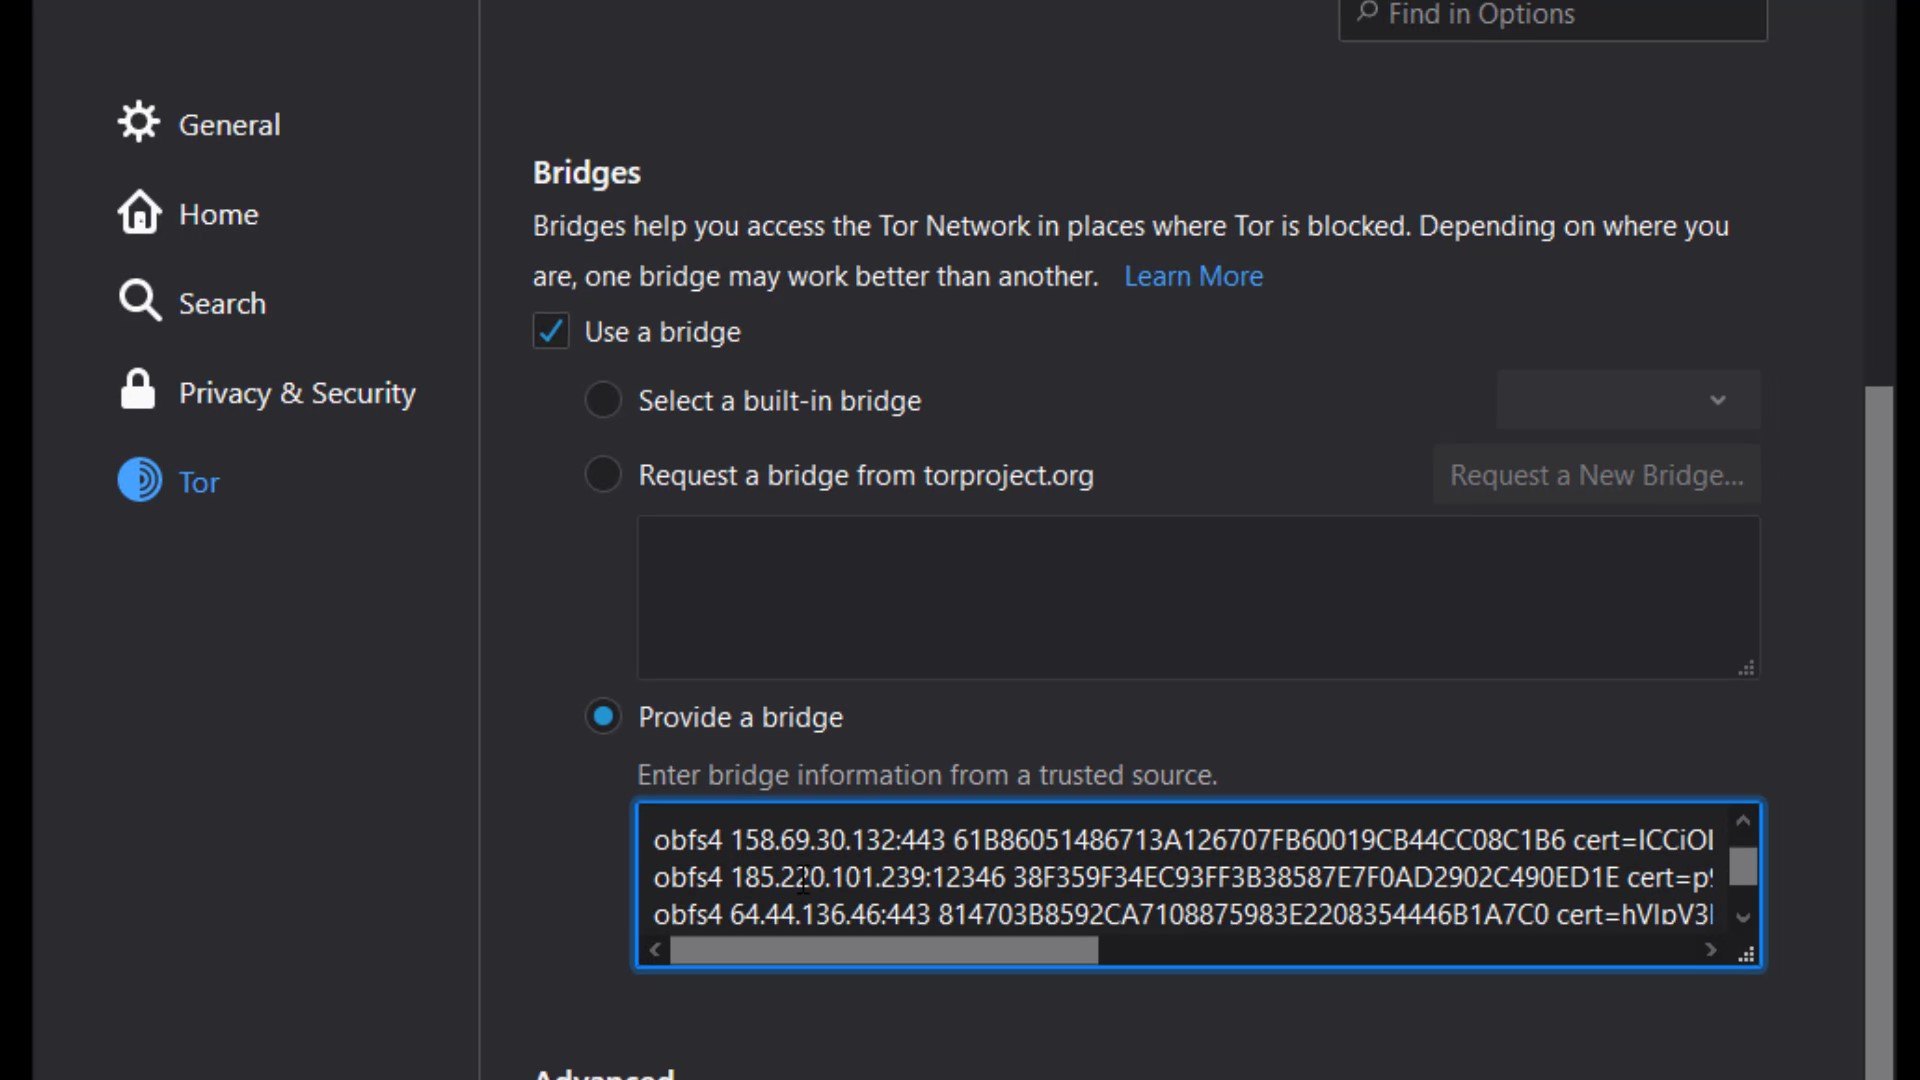 Find in Options
General
Home
Search
Privacy & Security
Tor
Bridges
Bridges help you access the Tor Network in places where Tor is blocked. Depending on where you
are, one bridge may work better than another. Learn More
Use a bridge
Select a built-in bridge
Request a bridge from torproject.org
Request a New Bridge...
Provide a bridge
Enter bridge information from a trusted source.
obfs4 158.69.30.132:443 61B86051486713A126707FB60019CB44CC08C1B6 cert=ICCiO
obfs4 185.220.101.239:12346 38F359F34EC93FF3B38587E7F0AD2902C490ED1E cert=p
obfs4 64.44.136.46:443 814703B8592CA7108875983E2208354446B1A7C0 cert=hVIpV3
Advanced